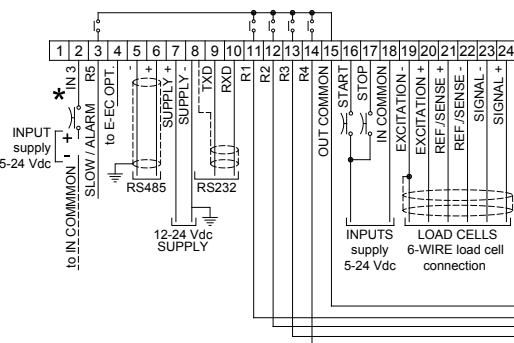 1 2 3 4 5 6 7 8 9 10 11 12 13 14 15 16 17 18 19 20 21 22 23 24
IN 3
R5
SLOW / ALARM
to E-EC OPT.
-
+
SUPPLY +
SUPPLY -
TXD
RXD
R1
R2
R3
R4
OUT COMMON
START
STOP
IN COMMON
EXCITATION -
EXCITATION +
REF./SENSE +
REF./SENSE -
SIGNAL -
SIGNAL +
*
+
-
INPUT
supply
5-24 Vdc
to IN COMMMON
RS485
RS232
12-24 Vdc
SUPPLY
INPUTS
supply
5-24 Vdc
LOAD CELLS
6-WIRE load cell
connection